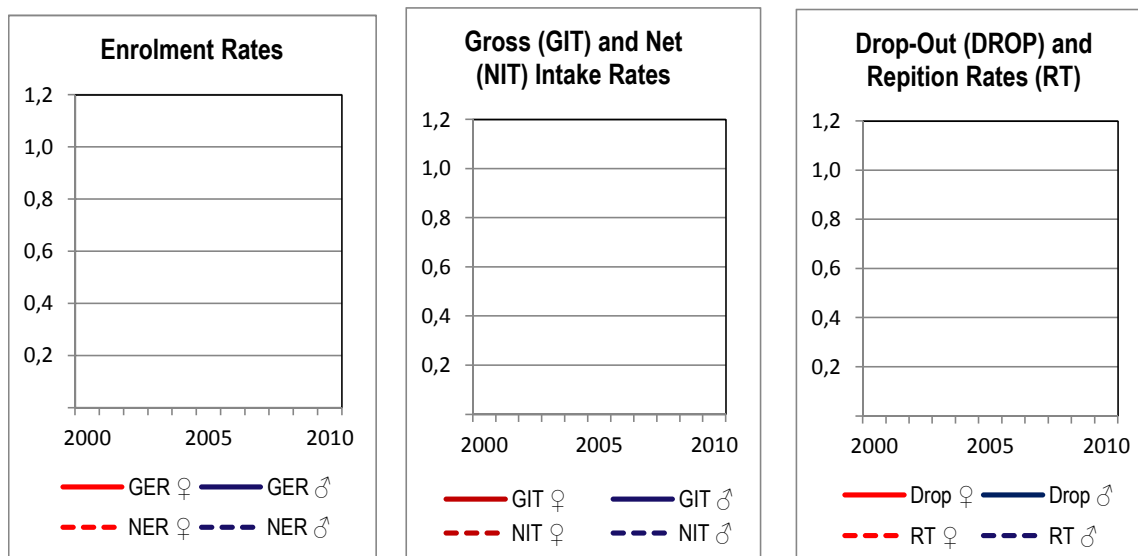 Enrolment Rates
1,2
1,0
0,8
0,6
0,4
0,2
2000 2005 2010
GER ♀ GER ♂
NER ♀ NER ♂
Gross (GIT) and Net
(NIT) Intake Rates
1,2
1,0
0,8
0,6
0,4
0,2
2000 2005 2010
GIT ♀ GIT ♂
NIT ♀ NIT ♂
Drop-Out (DROP) and
Repition Rates (RT)
1,2
1,0
0,8
0,6
0,4
0,2
2000 2005 2010
Drop ♀ Drop ♂
RT ♀ RT ♂